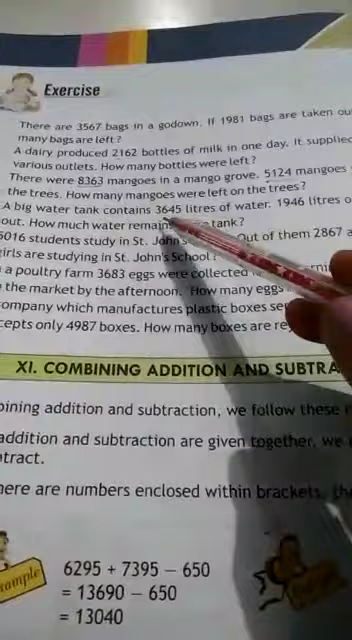 Exercise
There are 3567 bags in a godown. If 1981 bags are taken ou
many bags are left?
A dairy produced 2162 bottles of milk in one day. It supplied
various outlets. How many bottles were left?
There were 8363 mangoes in a mango grove. 5124 mangoes
the trees. How many mangoes were left on the trees?
A big water tank contains 3645 litres of water. 1946 litres o
out. How much water remain tank?
5016 students study in St. John's Out of them 2867 a
girls are studying in St. John's School?
a poultry farm 3683 eggs were collected
the market by the afternoon. How many eggs
ompany which manufactures plastic boxes se
cepts only 4987 boxes. How many boxes are re
XI. COMBINING ADDITION AND SUBTRA
bining addition and subtraction, we follow these
addition and subtraction are given together, we
tract.
here are numbers enclosed within brackets, th
xample
6295 + 7395 − 650
= 13690 − 650
= 13040